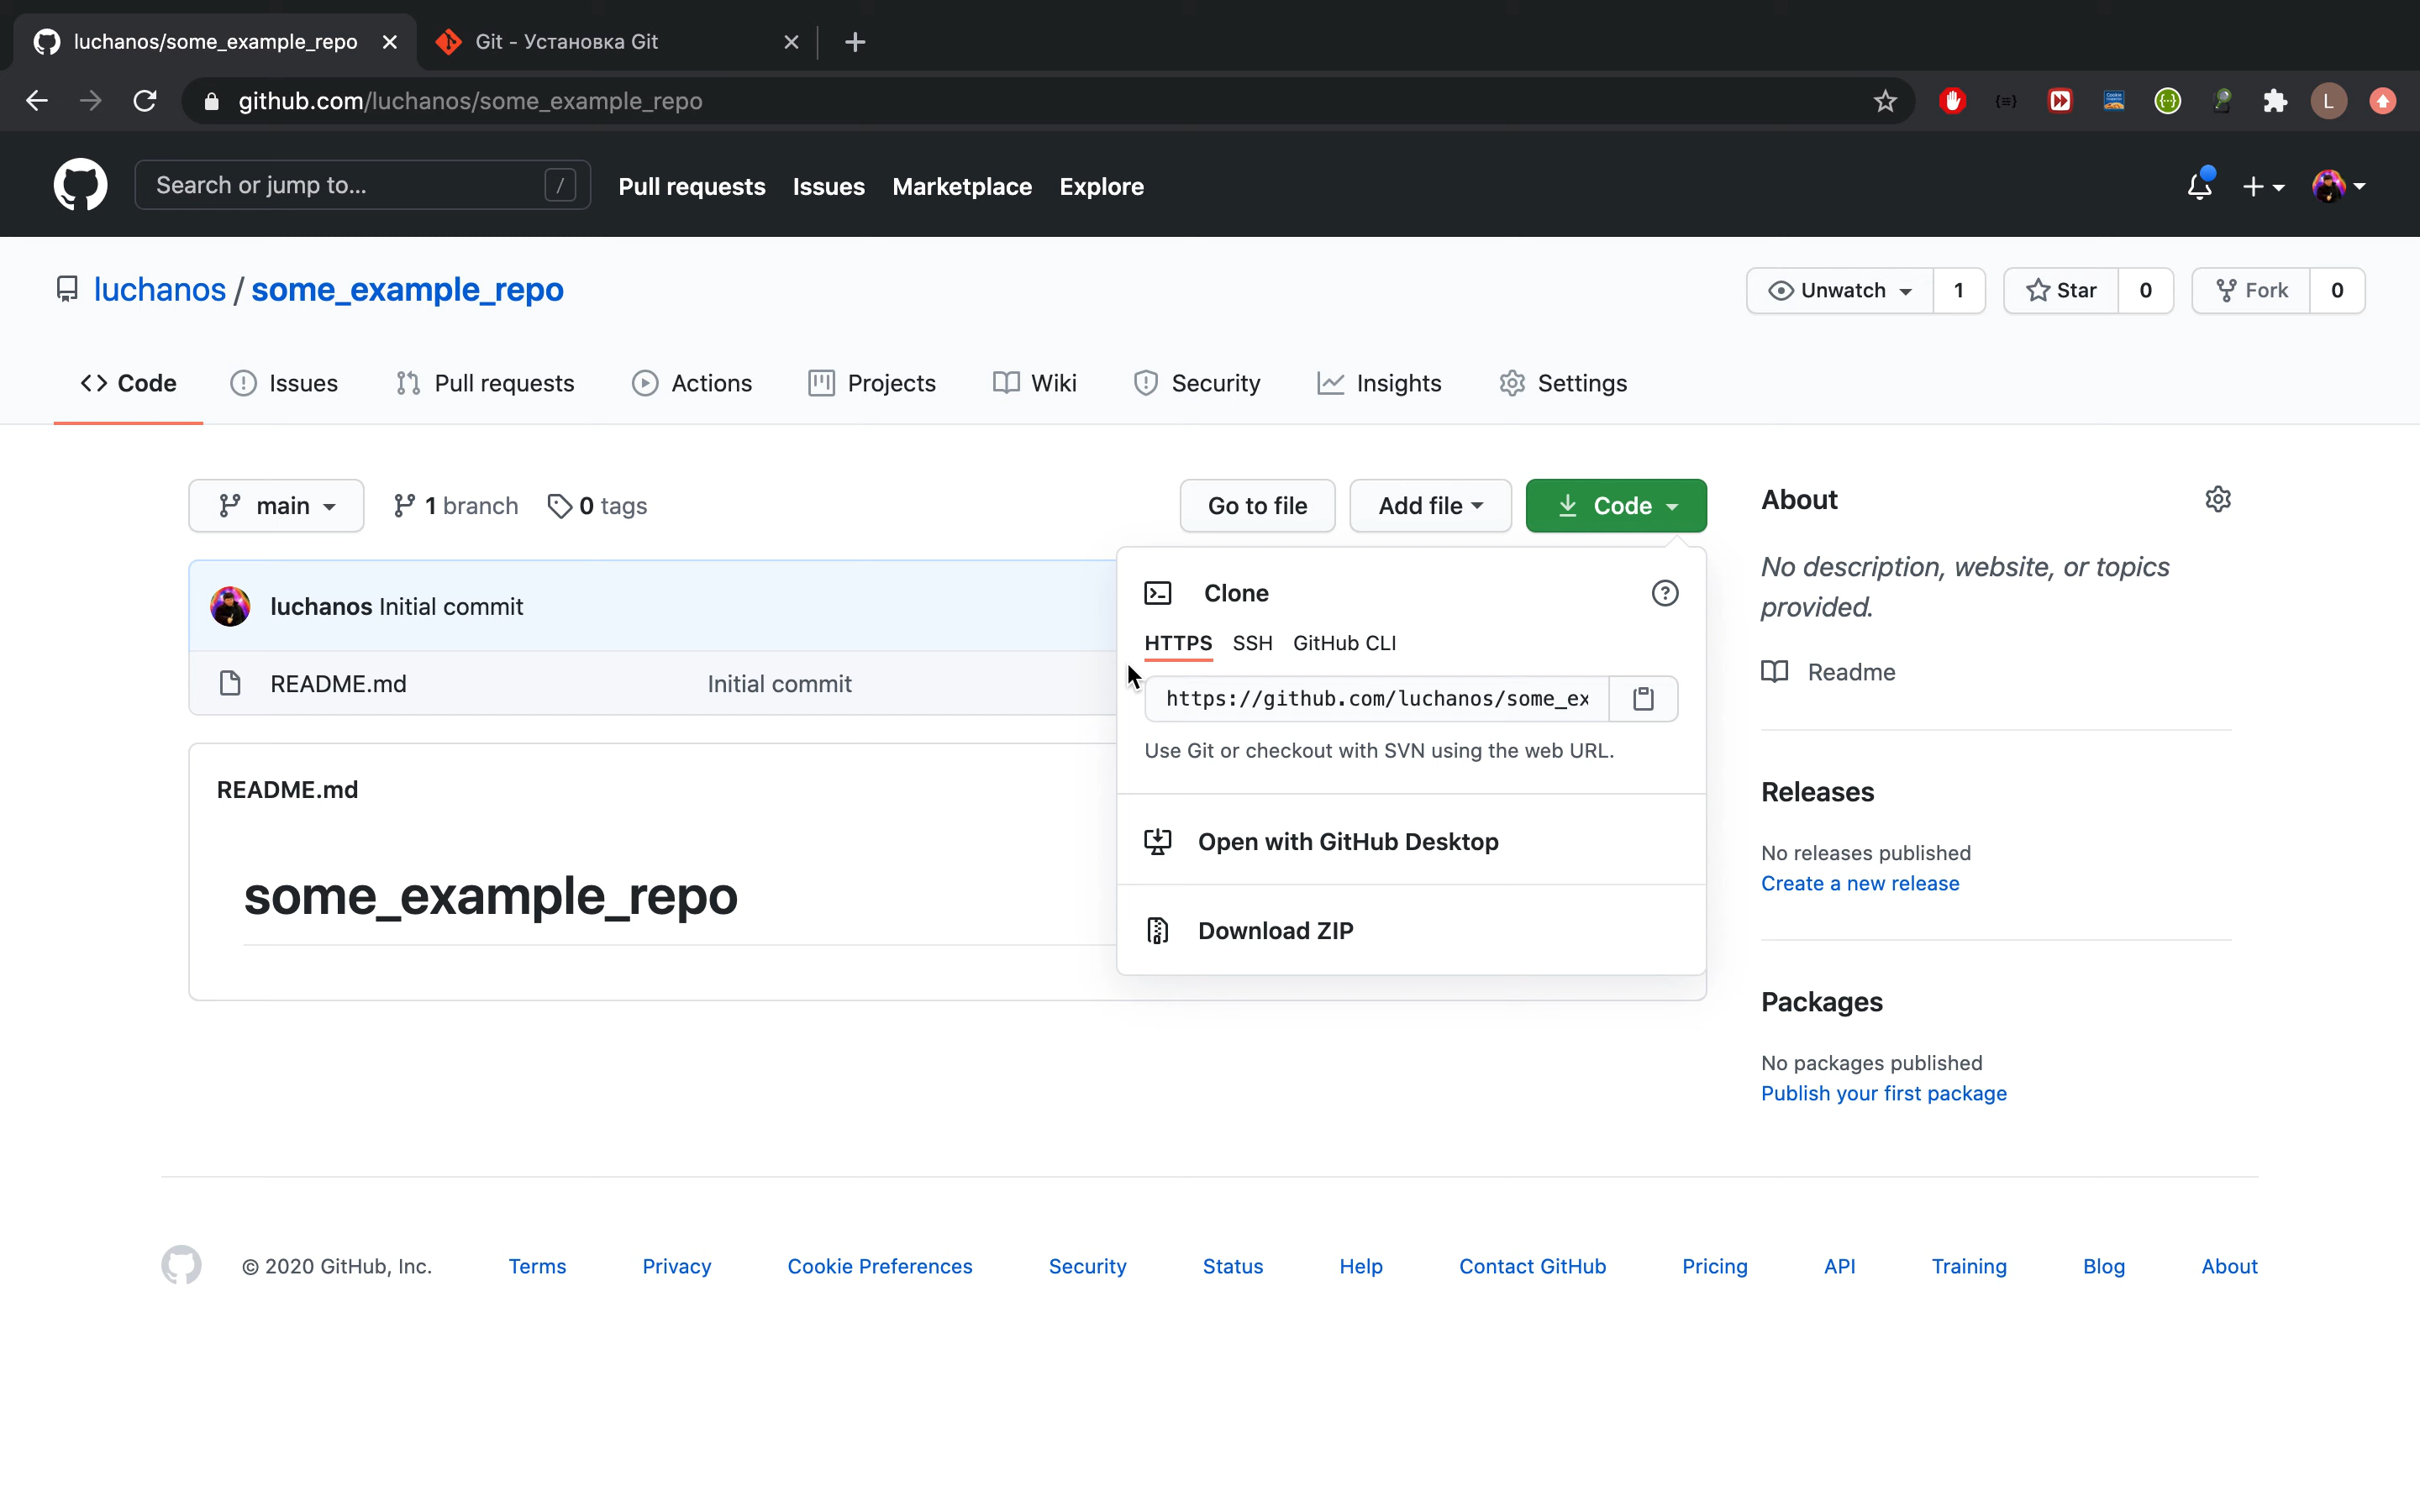 luchanos/some_example_repo
Git - Установка Git
github.com/luchanos/some_example_repo
L
Search or jump to...
/
Pull requests
Issues
Marketplace
Explore
luchanos / some_example_repo
Unwatch 1
Star 0
Fork 0
Code
Issues
Pull requests
Actions
Projects
Wiki
Security
Insights
Settings
main
1 branch
0 tags
Go to file
Add file
Code
luchanos Initial commit
README.md
Initial commit
README.md
some_example_repo
Clone
HTTPS SSH GitHub CLI
https://github.com/luchanos/some_ex
Use Git or checkout with SVN using the web URL.
Open with GitHub Desktop
Download ZIP
About
No description, website, or topics
provided.
Readme
Releases
No releases published
Create a new release
Packages
No packages published
Publish your first package
© 2020 GitHub, Inc.
Terms
Privacy
Cookie Preferences
Security
Status
Help
Contact GitHub
Pricing
API
Training
Blog
About